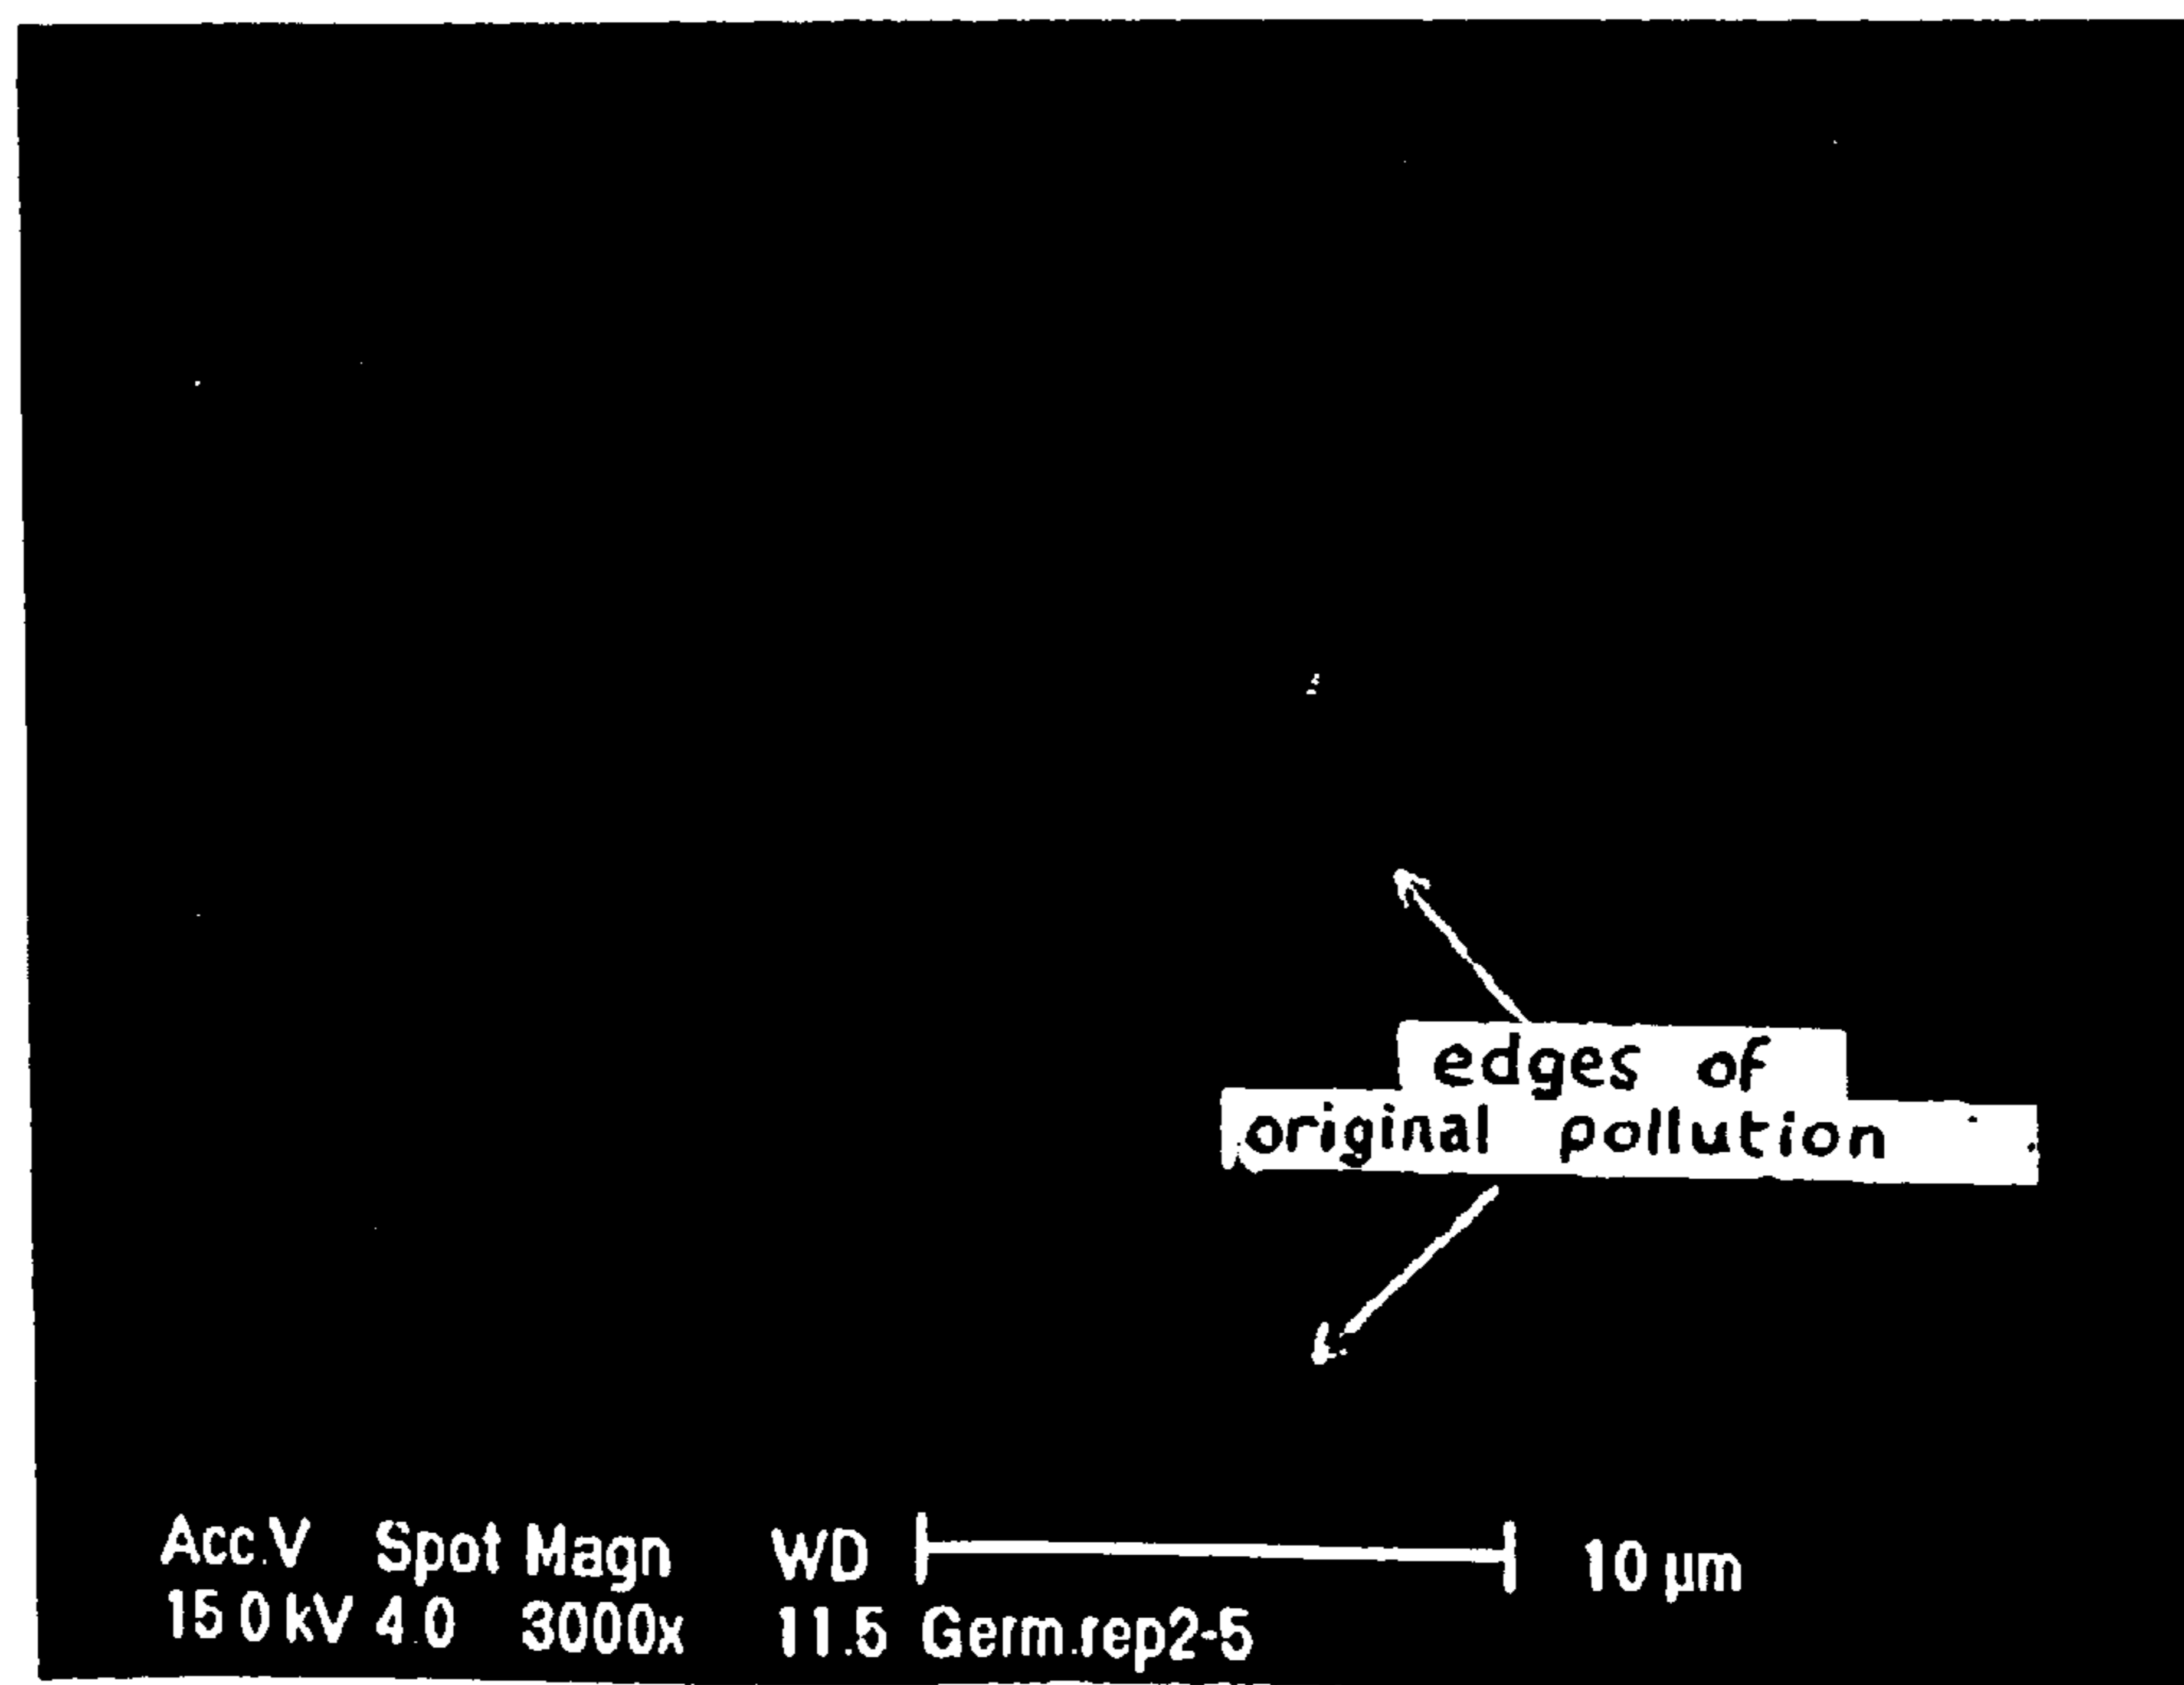 edges of
original pollution
Acc.V Spot Magn WD 10 µm
15 0 kV 4.0 3000x 11.5 Germ.rep2-5